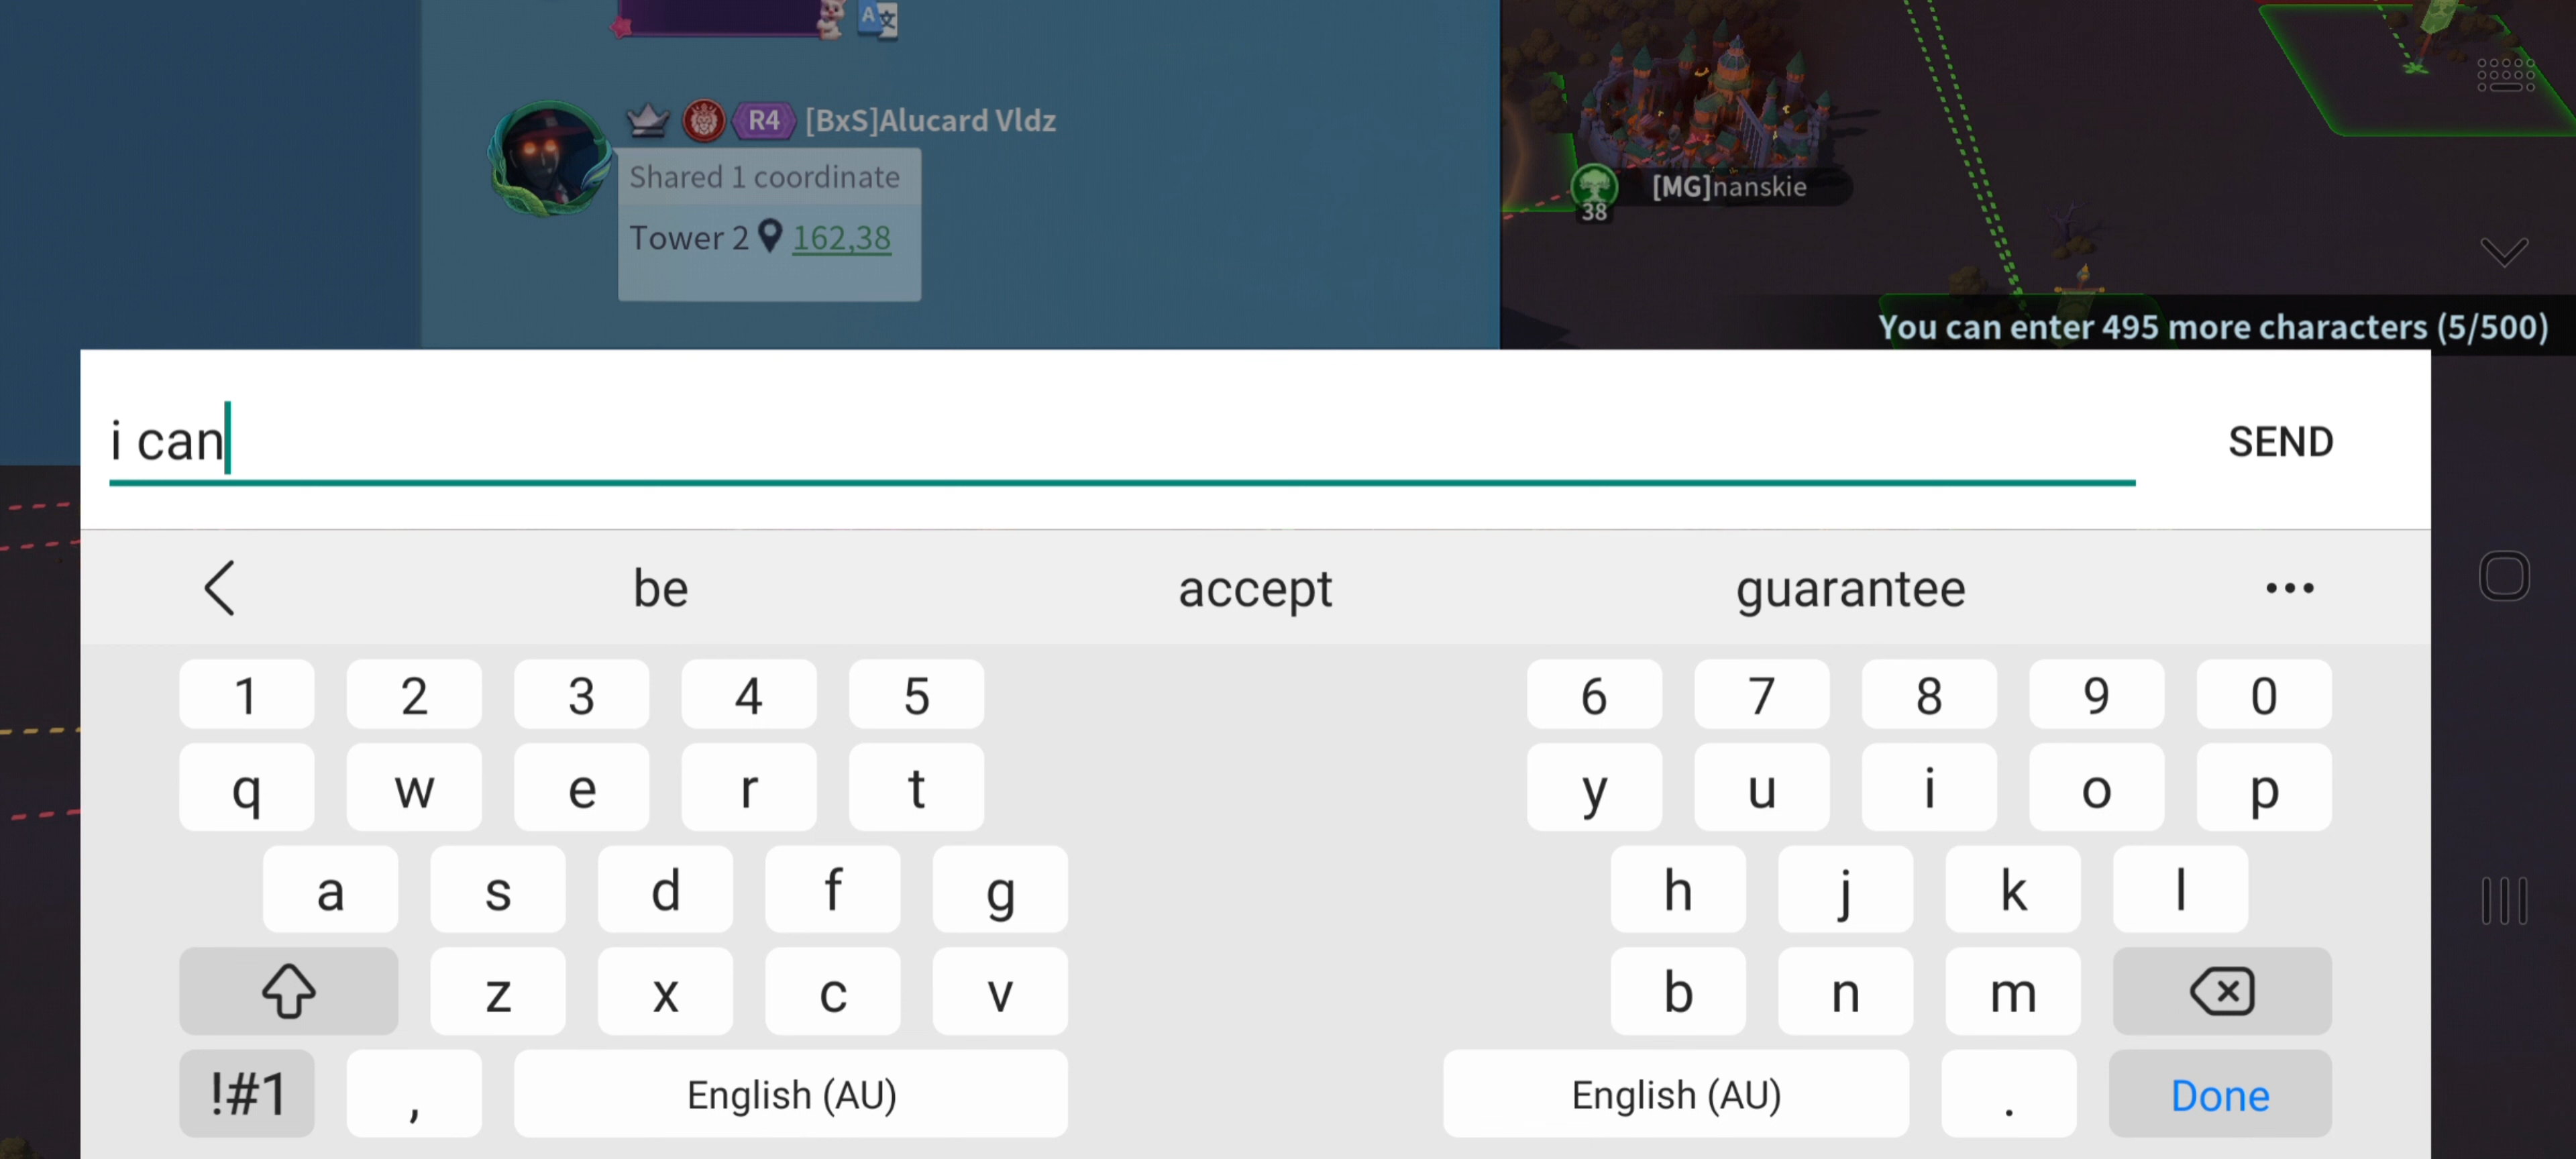 R4 [BxS]Alucard Vldz
Shared 1 coordinate
Tower 2 162,38
[MG]nanskie
38
You can enter 495 more characters (5/500)
i can
SEND
be accept guarantee
1 2 3 4 5 6 7 8 9 0
q w e r t y u i o p
a s d f g h j k l
z x c v b n m
!#1 , English (AU) English (AU) . Done